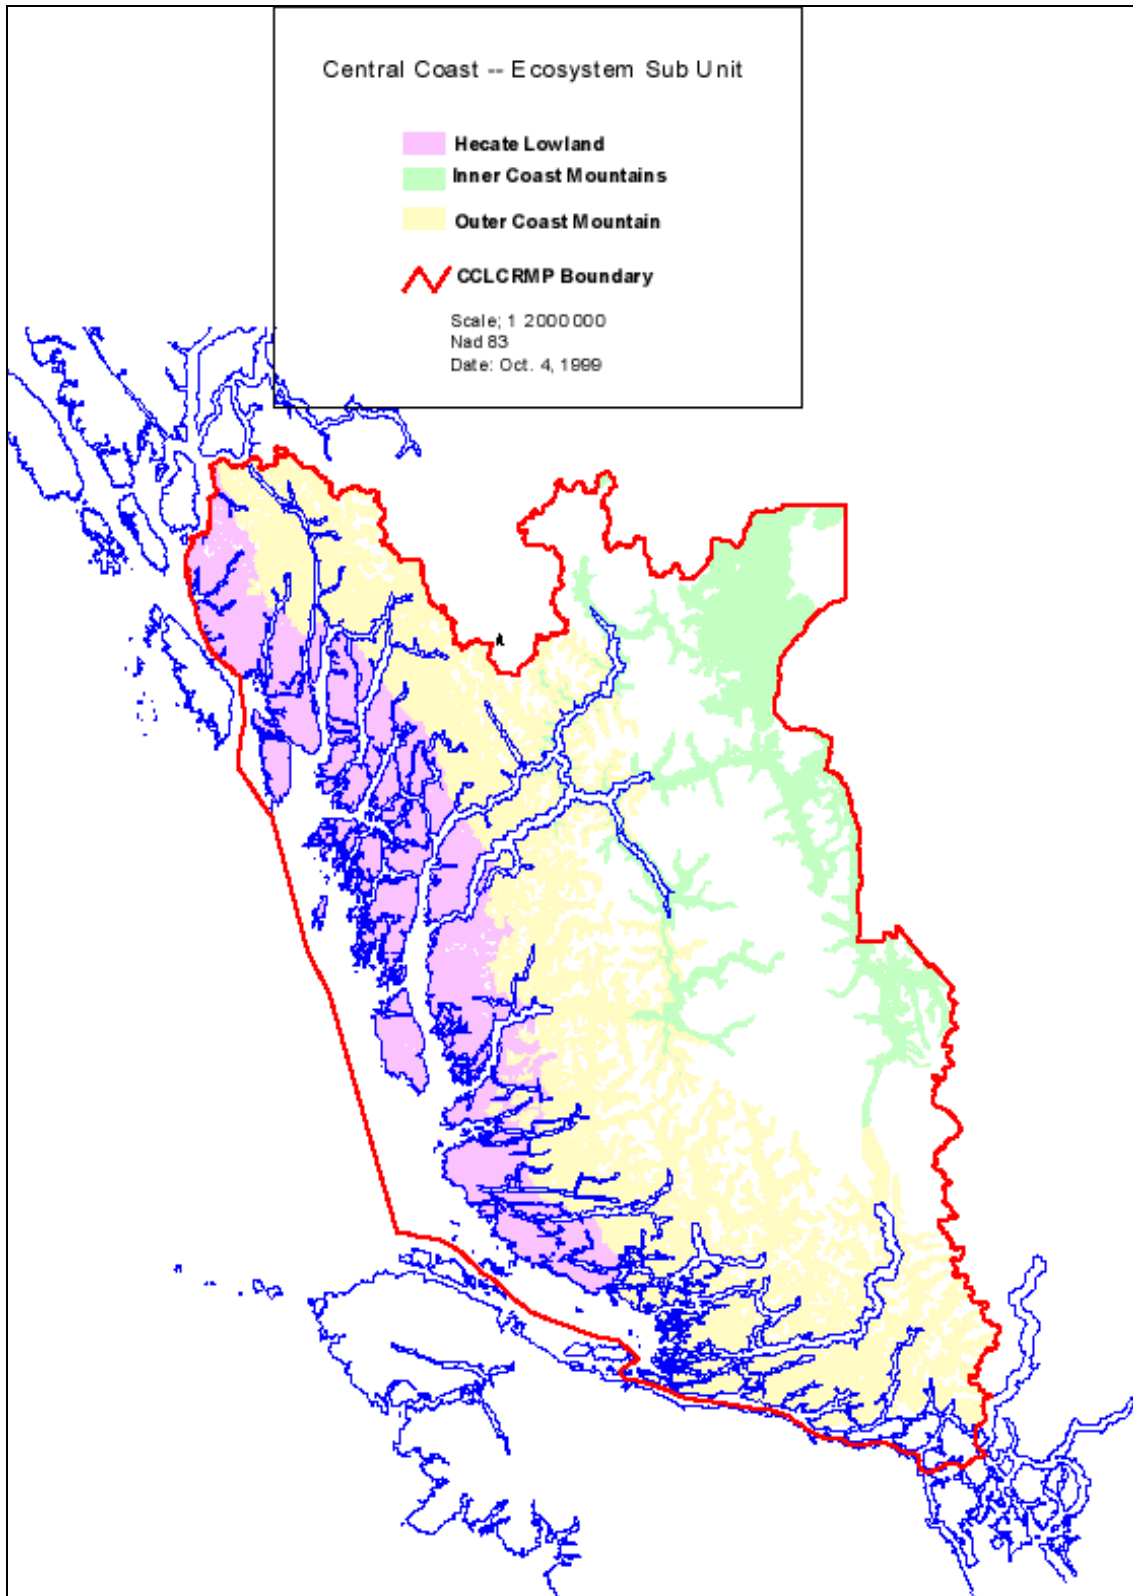 Central Coast -- Ecosystem Sub Unit
Hecate Lowland
Inner Coast Mountains
Outer Coast Mountain
CCLCRMP Boundary
Scale; 1 2000000
Nad 83
Date: Oct. 4, 1999